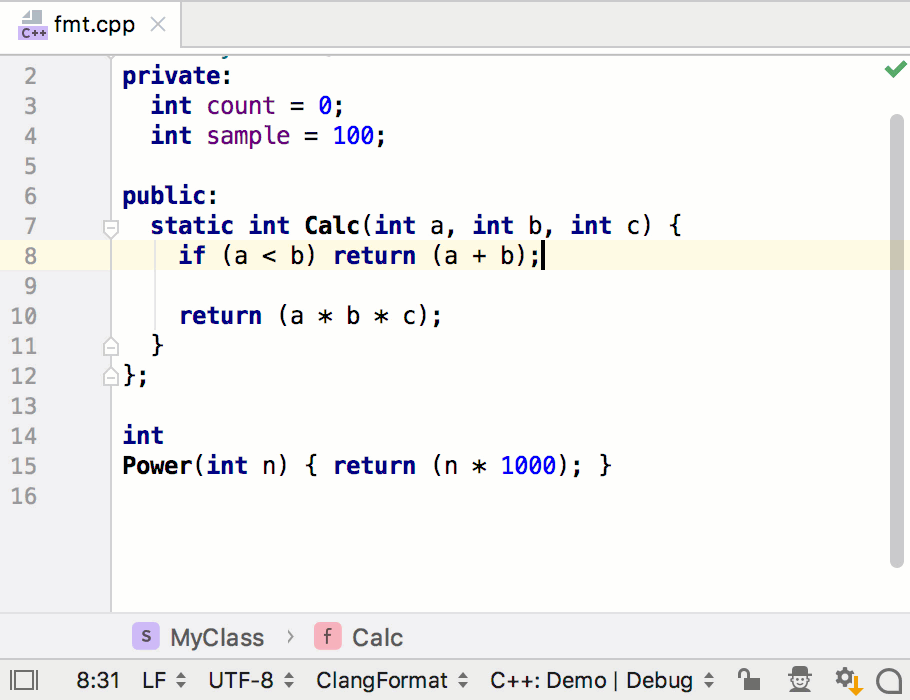 C++ fmt.cpp
2 private:
3 int count = 0;
4 int sample = 100;
5
6 public:
7 static int Calc(int a, int b, int c) {
8 if (a < b) return (a + b);
9
10 return (a * b * c);
11 }
12 };
13
14 int
15 Power(int n) { return (n * 1000); }
16
S MyClass › f Calc
8:31 LF UTF-8 ClangFormat C++: Demo | Debug